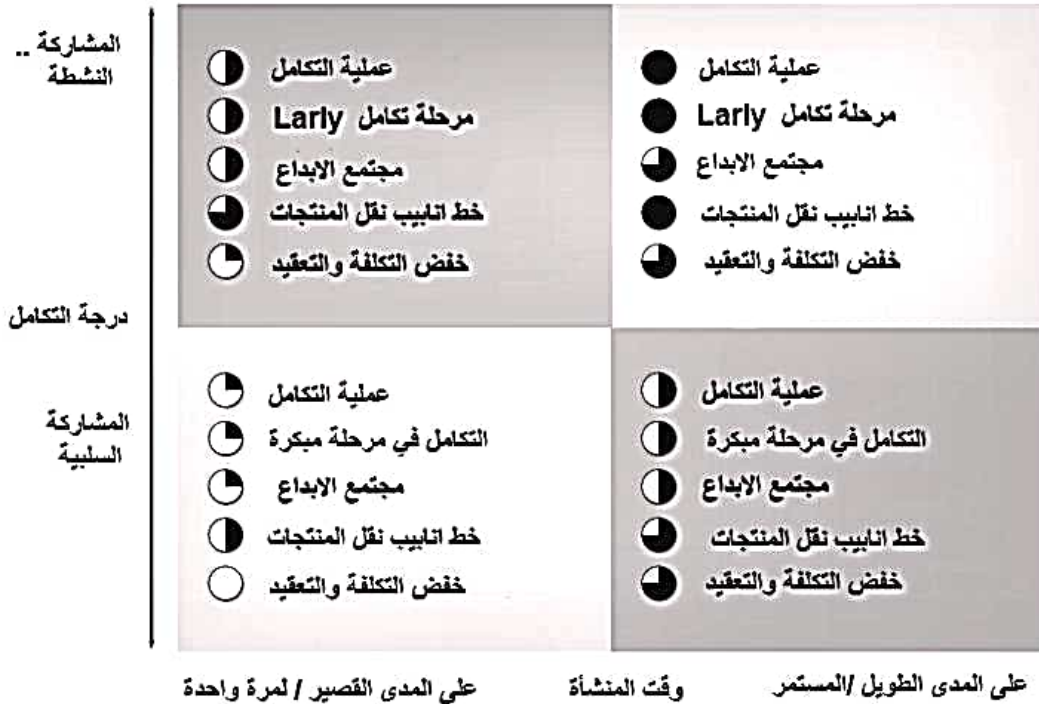 المشاركة ..
النشطة
عملية التكامل
مرحلة تكامل Larly
مجتمع الابداع
خط انابيب نقل المنتجات
خفض التكلفة والتعقيد
عملية التكامل
مرحلة تكامل Larly
مجتمع الابداع
خط انابيب نقل المنتجات
خفض التكلفة والتعقيد
درجة التكامل
المشاركة
السلبية
عملية التكامل
التكامل في مرحلة مبكرة
مجتمع الابداع
خط انابيب نقل المنتجات
خفض التكلفة والتعقيد
عملية التكامل
التكامل في مرحلة مبكرة
مجتمع الابداع
خط انابيب نقل المنتجات
خفض التكلفة والتعقيد
على المدى الطويل /المستمر
وقت المنشأة
على المدى القصير / لمرة واحدة